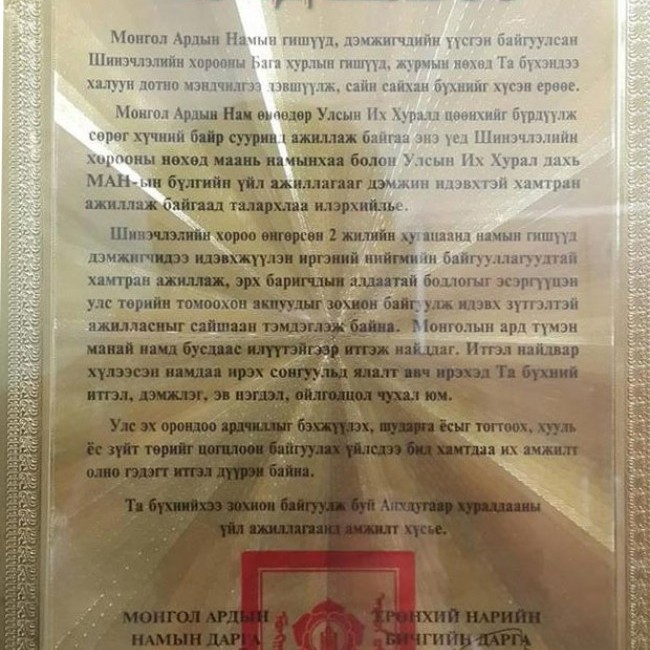 Монгол Ардын Намын гишүүд, дэмжигчдийн үүсгэн байгуулсан
Шинэчлэлийн хорооны Бага хурлын гишүүд, журмын нөхөд Та бүхэндээ
халуун дотно мэндчилгээ дэвшүүлж, сайн сайхан бүхнийг хүсэн ерөөе.
Монгол Ардын Нам өнөөдөр Улсын Их Хуралд цөөнхийг бүрдүүлж
сөрөг хүчний байр сууринд ажиллаж байгаа энэ үед Шинэчлэлийн
хорооны нөхөд маань намынхаа болон Улсын Их Хурал дахь
МАН-ын бүлгийн үйл ажиллагааг дэмжин идэвхтэй хамтран
ажиллаж байгаад талархлаа илэрхийлье.
Шинэчлэлийн хороо өнгөрсөн 2 жилийн хугацаанд намын гишүүд
дэмжигчидээ идэвхжүүлэн иргэний нийгмийн байгууллагуудтай
хамтран ажиллаж, эрх баригчдын алдаатай бодлогыг эсэргүүцэн
улс төрийн томоохон акцуудыг зохион байгуулж идэвх зүтгэлтэй
ажилласныг сайшаан тэмдэглэж байна. Монголын ард түмэн
манай намд бусдаас илүүтэйгээр итгэж найддаг. Итгэл найдвар
хүлээсэн намдаа ирэх сонгуульд ялалт авч ирэхэд Та бүхний
итгэл, дэмжлэг, эв нэгдэл, ойлголцол чухал юм.
Улс эх орондоо ардчиллыг бэхжүүлэх, шударга ёсыг тогтоох, хууль
ёс зүйт төрийг цогцлоон байгуулах үйлсдээ бид хамтдаа их амжилт
олно гэдэгт итгэл дүүрэн байна.
Та бүхнийхээ зохион байгуулж буй Анхдугаар хуралдааны
үйл ажиллагаанд амжилт хүсье.
МОНГОЛ АРДЫН ЕРӨНХИЙ НАРИЙН
НАМЫН ДАРГА БИЧГИЙН ДАРГА